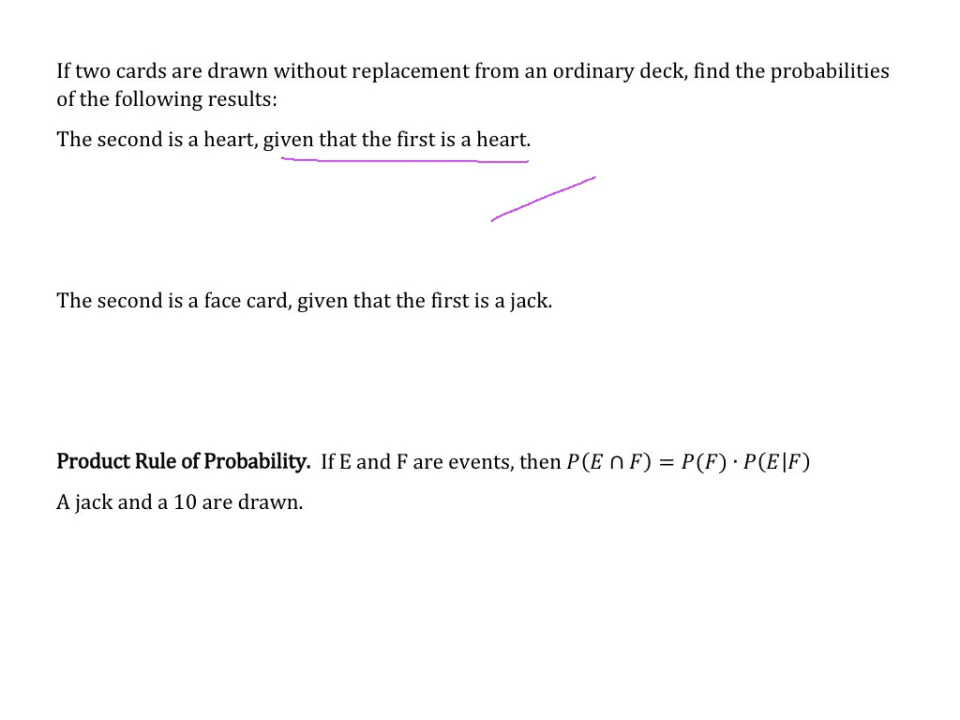 If two cards are drawn without replacement from an ordinary deck, find the probabilities
of the following results:
The second is a heart, given that the first is a heart.
The second is a face card, given that the first is a jack.
Product Rule of Probability. If E and F are events, then P(E ∩ F) = P(F) · P(E|F)
A jack and a 10 are drawn.